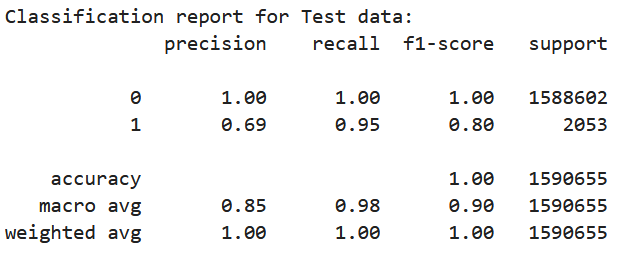 Classification report for Test data:
precision recall f1-score support
0 1.00 1.00 1.00 1588602
1 0.69 0.95 0.80 2053
accuracy 1.00 1590655
macro avg 0.85 0.98 0.90 1590655
weighted avg 1.00 1.00 1.00 1590655